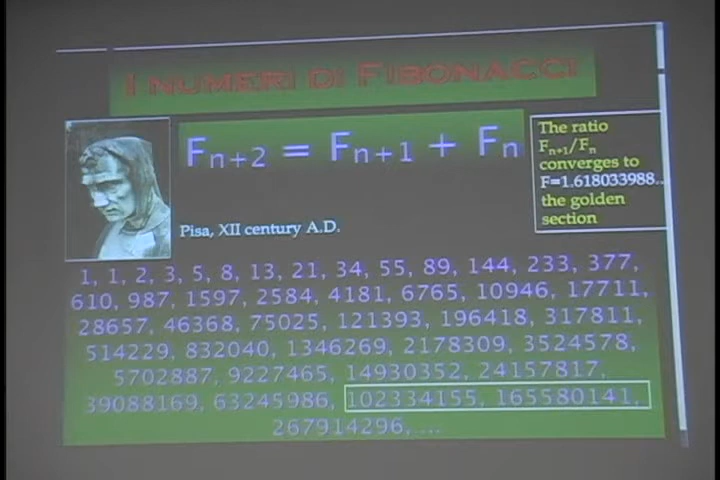 I NUMERI DI FIBONACCI
Fn+2 = Fn+1 + Fn
The ratio
Fn+1/Fn
converges to
F=1.618033988..
the golden
section
Pisa, XII century A.D.
1, 1, 2, 3, 5, 8, 13, 21, 34, 55, 89, 144, 233, 377,
610, 987, 1597, 2584, 4181, 6765, 10946, 17711,
28657, 46368, 75025, 121393, 196418, 317811,
514229, 832040, 1346269, 2178309, 3524578,
5702887, 9227465, 14930352, 24157817,
39088169, 63245986, 102334155, 165580141,
267914296,....